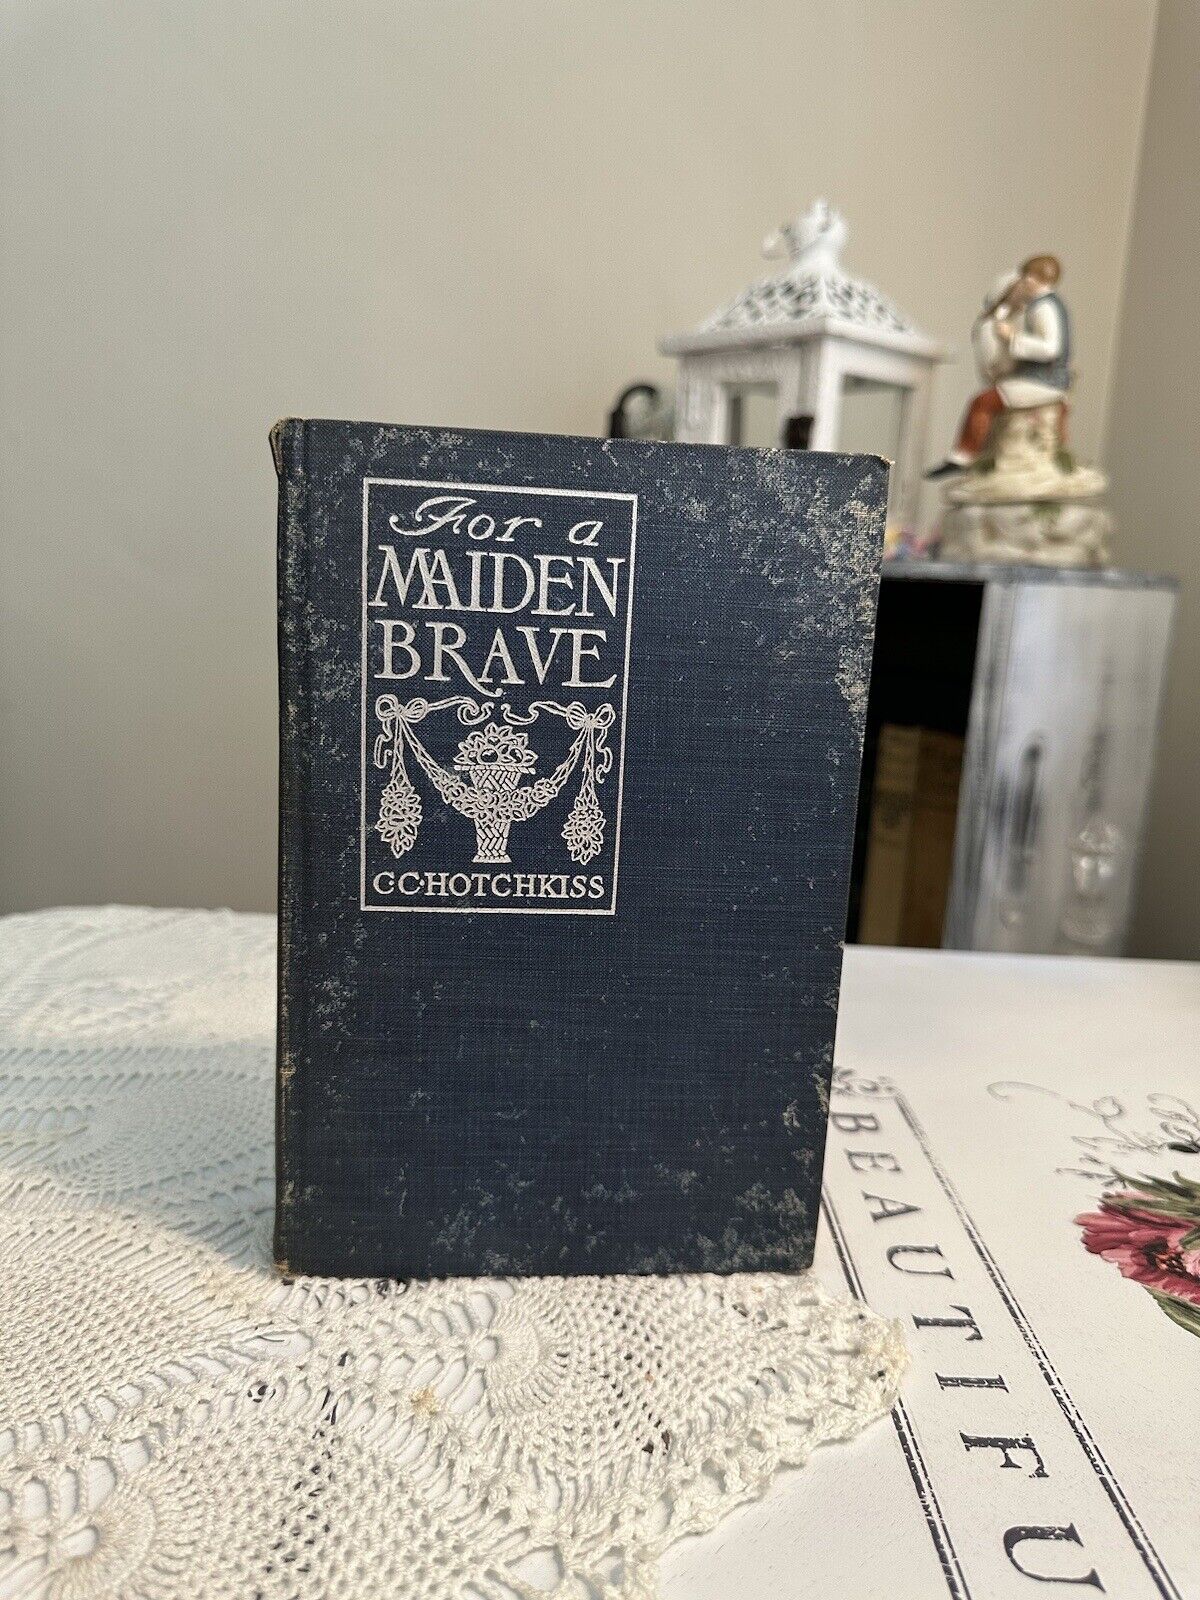 For a
MAIDEN
BRAVE
C·C·HOTCHKISS
BEAUTIFU